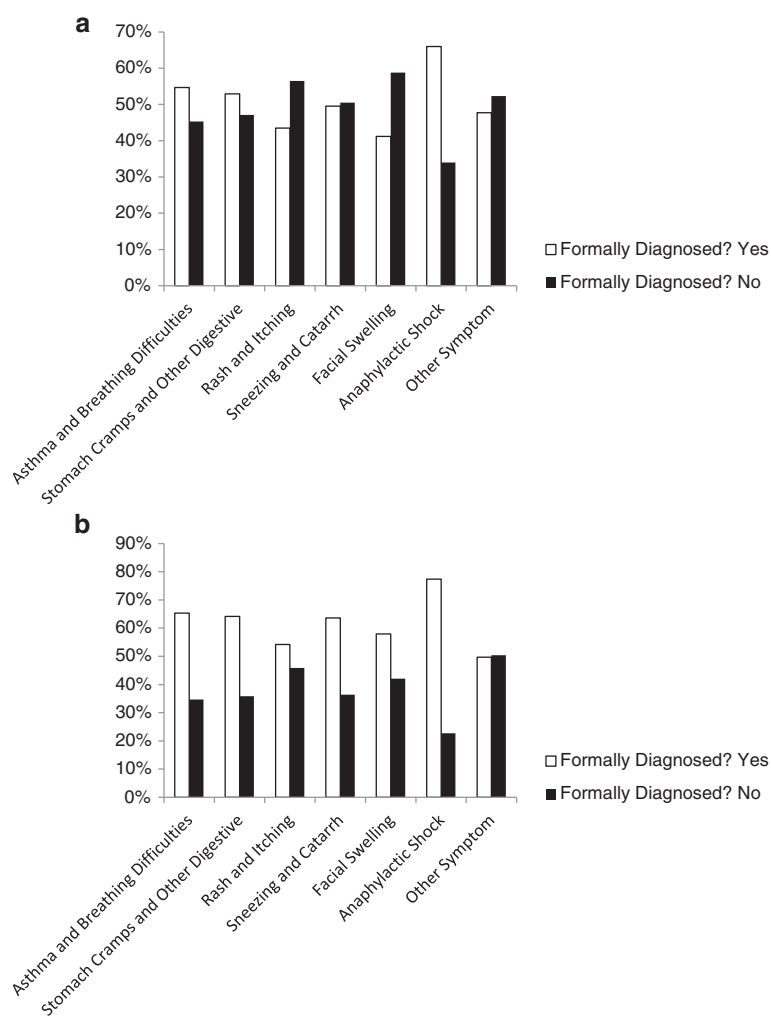 a
70%
60%
50%
40%
30%
20%
10%
0%
Formally Diagnosed? Yes
Formally Diagnosed? No
Asthma and Breathing Difficulties
Stomach Cramps and Other Digestive
Rash and Itching
Sneezing and Catarrh
Facial Swelling
Anaphylactic Shock
Other Symptom
b
90%
80%
70%
60%
50%
40%
30%
20%
10%
0%
Formally Diagnosed? Yes
Formally Diagnosed? No
Asthma and Breathing Difficulties
Stomach Cramps and Other Digestive
Rash and Itching
Sneezing and Catarrh
Facial Swelling
Anaphylactic Shock
Other Symptom